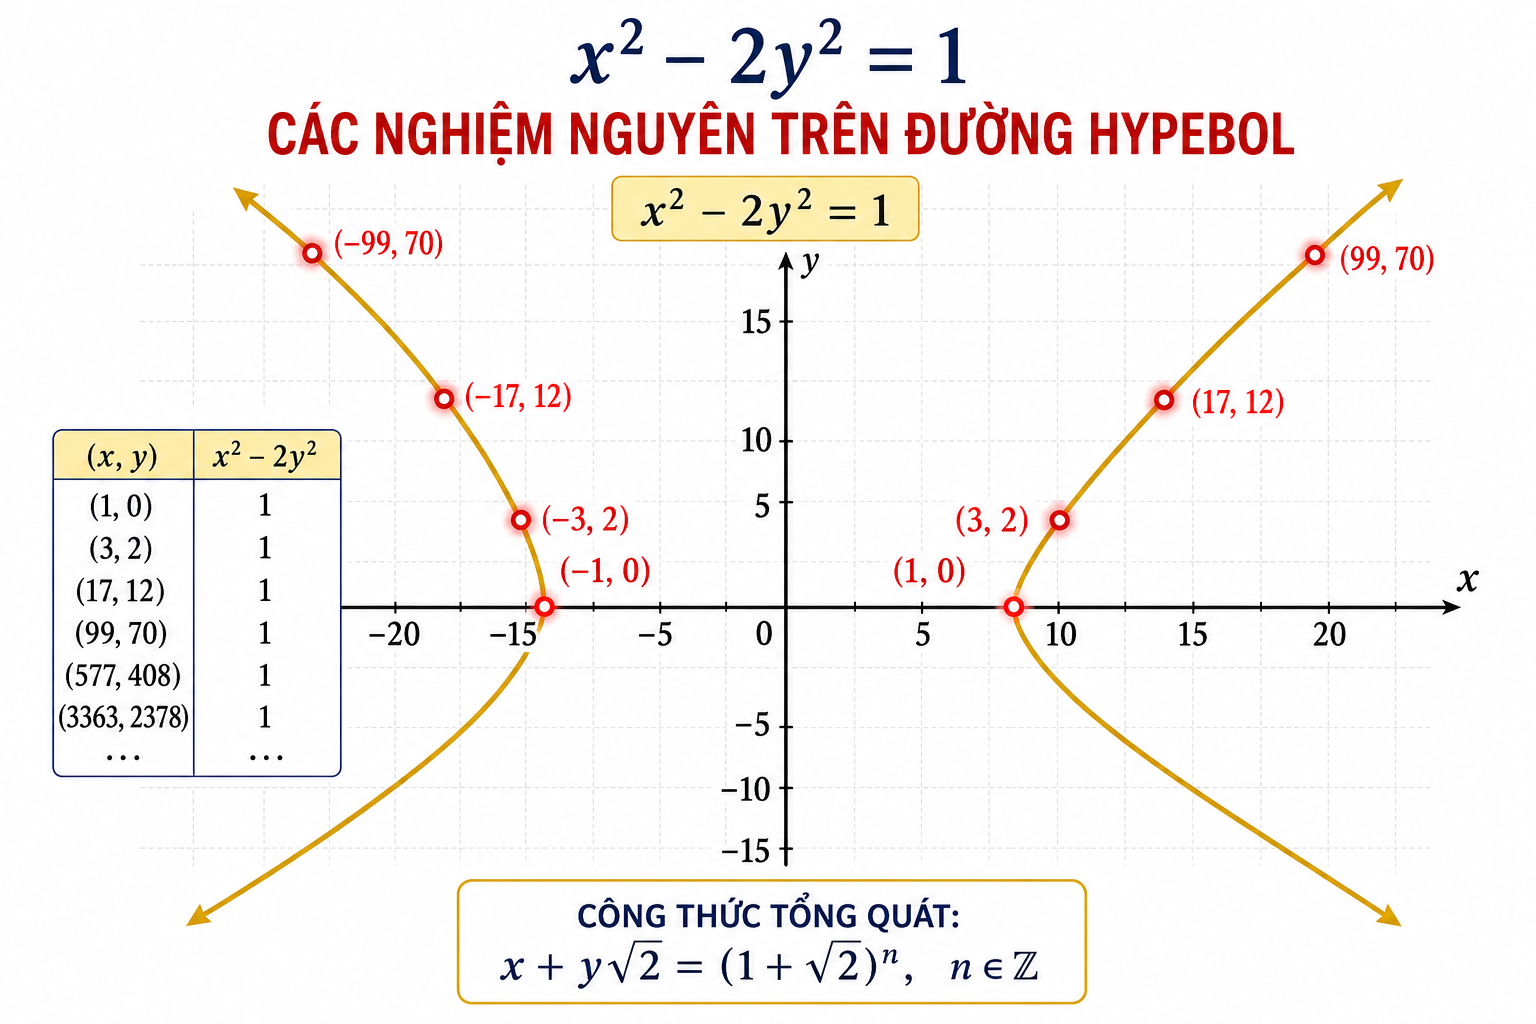 x² − 2y² = 1
CÁC NGHIỆM NGUYÊN TRÊN ĐƯỜNG HYPEBOL
x² − 2y² = 1
y
(−99, 70)
(99, 70)
15
(−17, 12)
(17, 12)
10
5
(−3, 2)
(3, 2)
(−1, 0)
(1, 0)
x
−20 −15 −5 0 5 10 15 20
−5
−10
−15
(x, y) x² − 2y²
(1, 0) 1
(3, 2) 1
(17, 12) 1
(99, 70) 1
(577, 408) 1
(3363, 2378) 1
... ...
CÔNG THỨC TỔNG QUÁT:
x + y√2 = (1 + √2)ⁿ, n ∈ ℤ